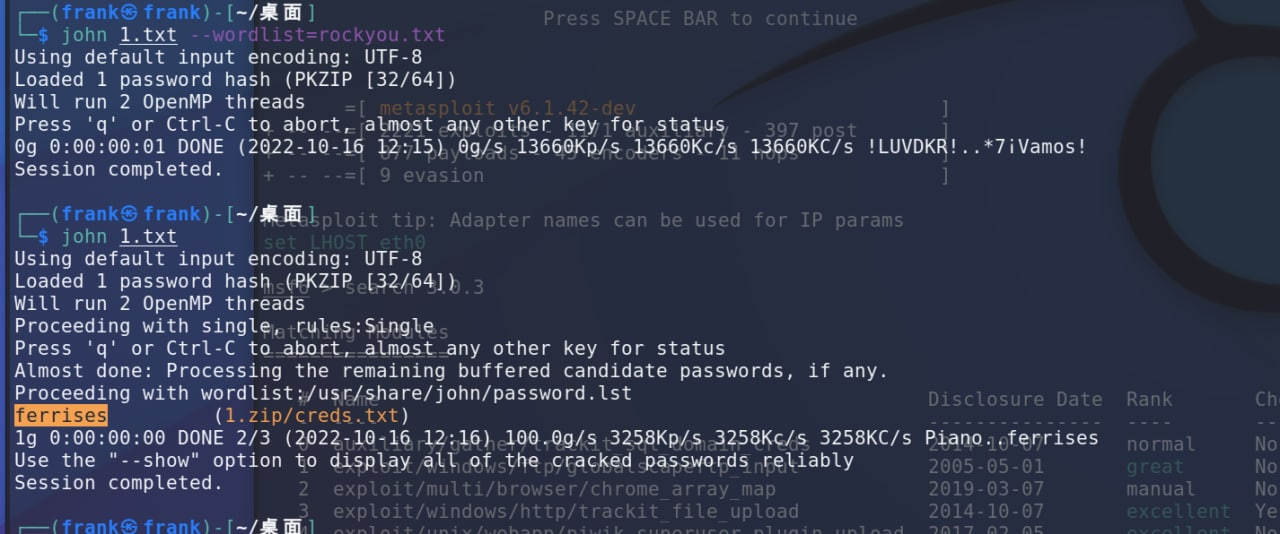 ┌──(frank㉿frank)-[~/桌面]
└─$ john 1.txt --wordlist=rockyou.txt
Using default input encoding: UTF-8
Loaded 1 password hash (PKZIP [32/64])
Will run 2 OpenMP threads
Press 'q' or Ctrl-C to abort, almost any other key for status
0g 0:00:00:01 DONE (2022-10-16 12:15) 0g/s 13660Kp/s 13660Kc/s 13660KC/s !LUVDKR!..*7¡Vamos!
Session completed.
┌──(frank㉿frank)-[~/桌面]
└─$ john 1.txt
Using default input encoding: UTF-8
Loaded 1 password hash (PKZIP [32/64])
Will run 2 OpenMP threads
Proceeding with single, rules:Single
Press 'q' or Ctrl-C to abort, almost any other key for status
Almost done: Processing the remaining buffered candidate passwords, if any.
Proceeding with wordlist:/usr/share/john/password.lst
ferrises (1.zip/creds.txt)
1g 0:00:00:00 DONE 2/3 (2022-10-16 12:16) 100.0g/s 3258Kp/s 3258Kc/s 3258KC/s Piano..ferrises
Use the "--show" option to display all of the cracked passwords reliably
Session completed.
┌──(frank㉿frank)-[~/桌面]
Press SPACE BAR to continue
=[ metasploit v6.1.42-dev ]
+ -- --=[ 2221 exploits - 1171 auxiliary - 397 post ]
+ -- --=[ 877 payloads - 45 encoders - 11 nops ]
+ -- --=[ 9 evasion ]
Metasploit tip: Adapter names can be used for IP params
set LHOST eth0
msf6 > search 3.0.3
Matching Modules
================
# Name Disclosure Date Rank
0 auxiliary/gather/trackit_sql_domain_creds 2014-10-07 normal No
1 exploit/windows/ftp/globalscapeftp_input 2005-05-01 great No
2 exploit/multi/browser/chrome_array_map 2019-03-07 manual No
3 exploit/windows/http/trackit_file_upload 2014-10-07 excellent Ye
4 exploit/unix/webapp/piwik_superuser_plugin_upload 2017-02-05 excellent No